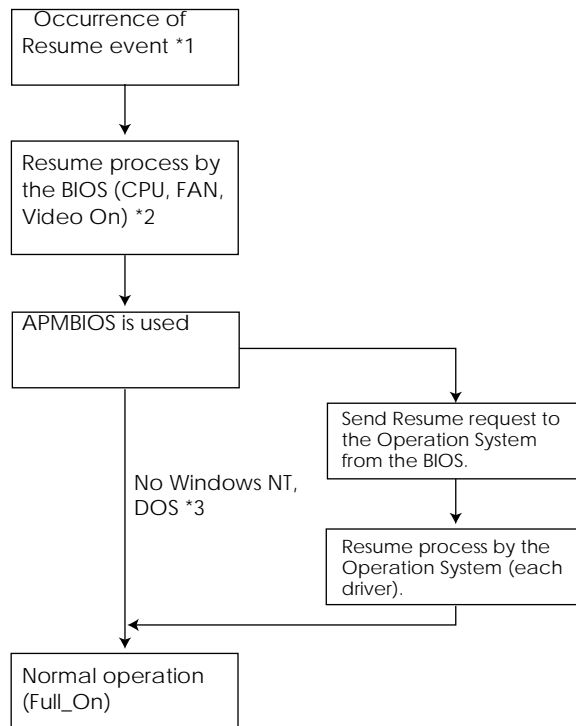 Occurrence of
Resume event *1
Resume process by
the BIOS (CPU, FAN,
Video On) *2
APMBIOS is used
Send Resume request to
the Operation System
from the BIOS.
No Windows NT,
DOS *3
Resume process by the
Operation System (each
driver).
Normal operation
(Full_On)